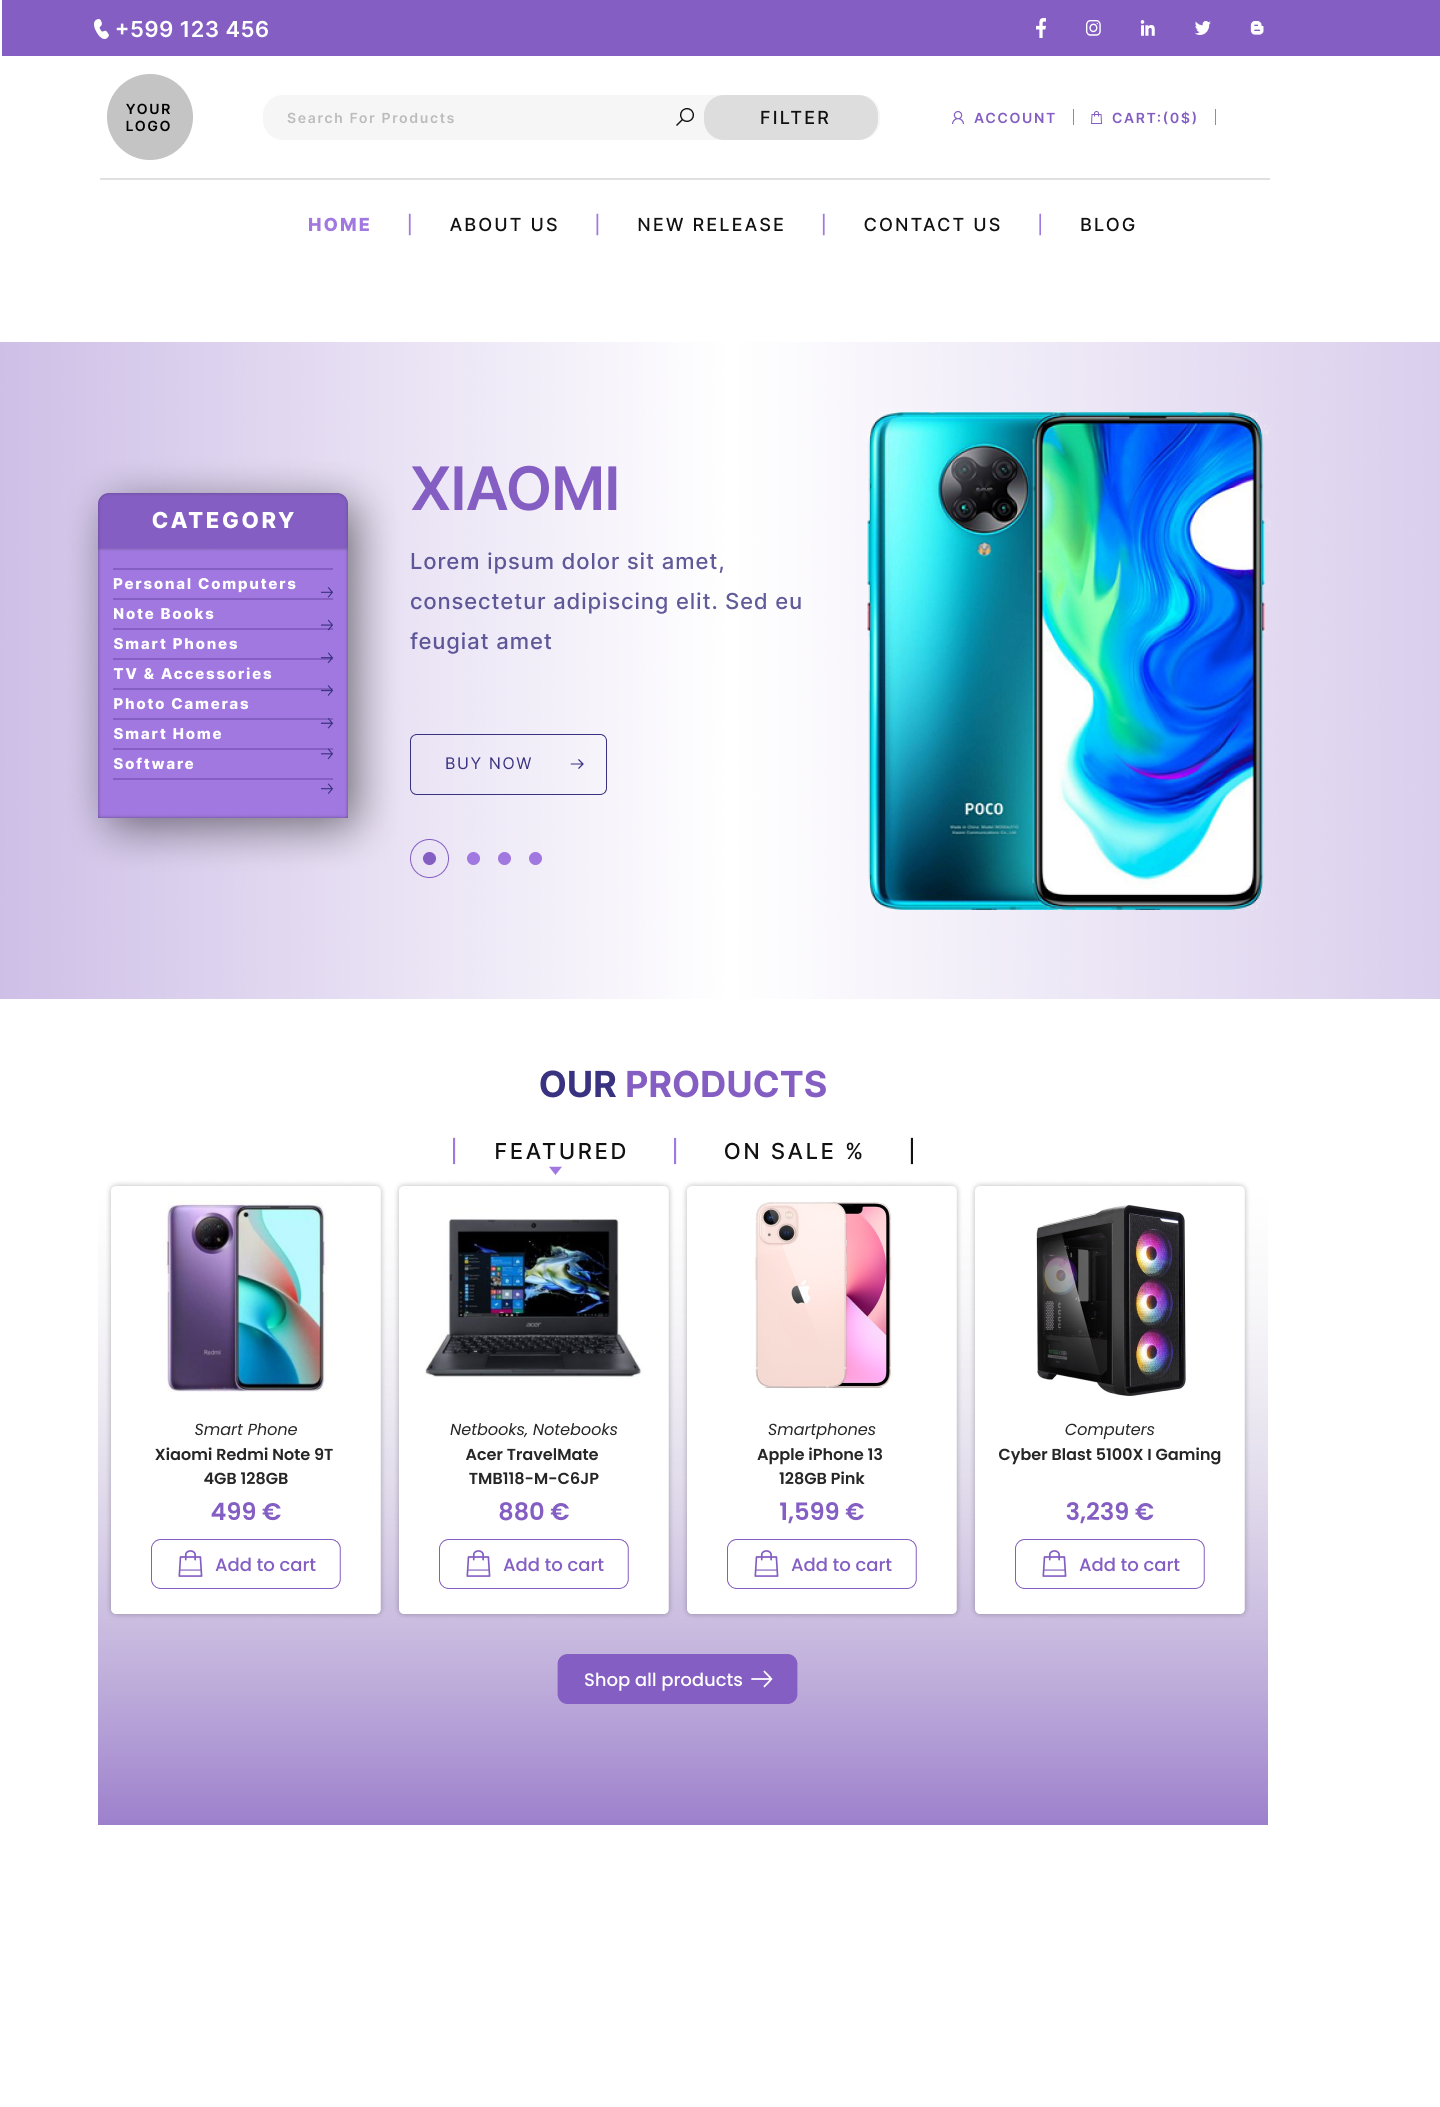 +599 123 456
YOUR
LOGO
Search For Products
FILTER
ACCOUNT
CART:(0$)
HOME
ABOUT US
NEW RELEASE
CONTACT US
BLOG
CATEGORY
Personal Computers
Note Books
Smart Phones
TV & Accessories
Photo Cameras
Smart Home
Software
XIAOMI
Lorem ipsum dolor sit amet,
consectetur adipiscing elit. Sed eu
feugiat amet
BUY NOW
POCO
OUR PRODUCTS
FEATURED
ON SALE %
Redmi
acer
Smart Phone
Xiaomi Redmi Note 9T
4GB 128GB
499 €
Add to cart
Netbooks, Notebooks
Acer TravelMate
TMB118-M-C6JP
880 €
Add to cart
Smartphones
Apple iPhone 13
128GB Pink
1,599 €
Add to cart
Computers
Cyber Blast 5100X I Gaming
3,239 €
Add to cart
Shop all products